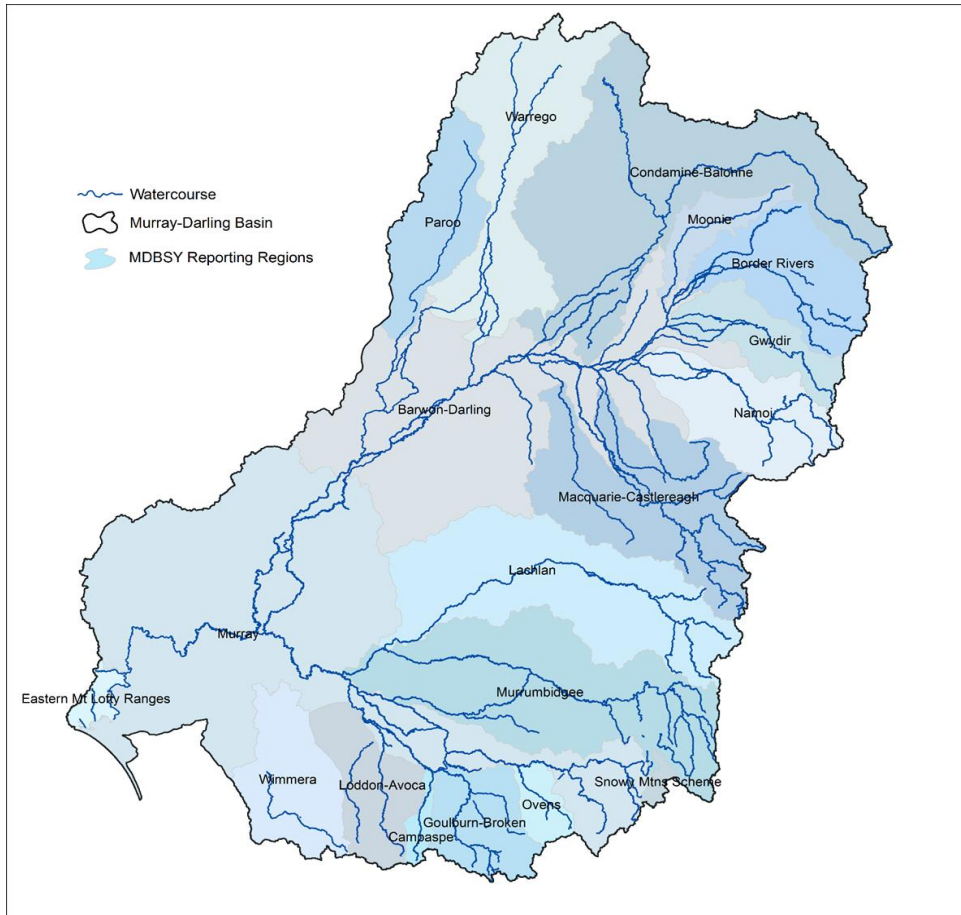 Warrego
Condamine-Balonne
Watercourse
Murray-Darling Basin
Paroo
Moonie
MDBSY Reporting Regions
Border Rivers
Gwydir
Barwon-Darling
Namoi
Macquarie-Castlereagh
Lachlan
Murray
Eastern Mt Lofty Ranges
Murrumbidgee
Wimmera
Loddon-Avoca
Snowy Mtns Scheme
Ovens
Goulburn-Broken
Campaspe